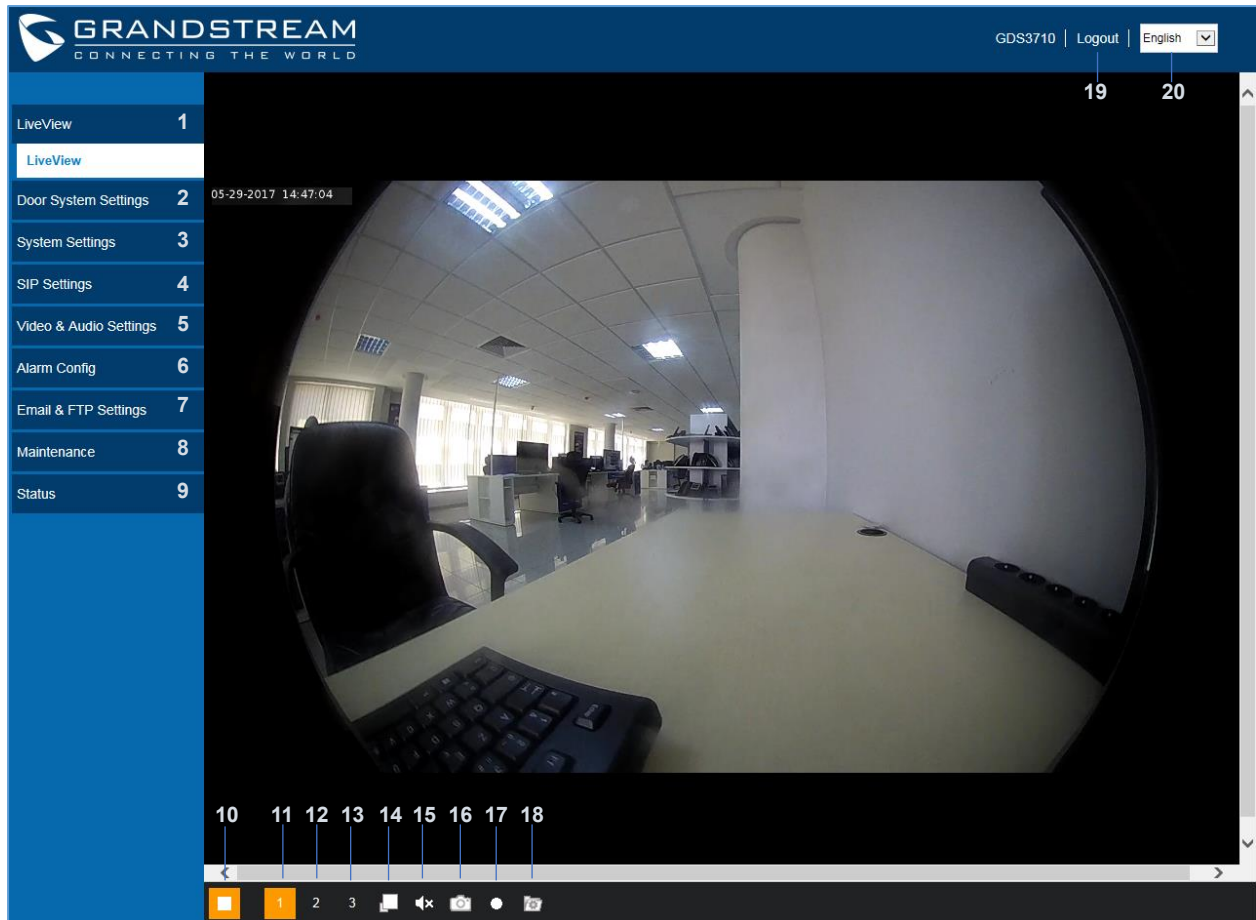 GRANDSTREAM
CONNECTING THE WORLD
GDS3710 | Logout | English
19 20
LiveView 1
LiveView
Door System Settings 2
System Settings 3
SIP Settings 4
Video & Audio Settings 5
Alarm Config 6
Email & FTP Settings 7
Maintenance 8
Status 9
05-29-2017 14:47:04
10 11 12 13 14 15 16 17 18
1 2 3